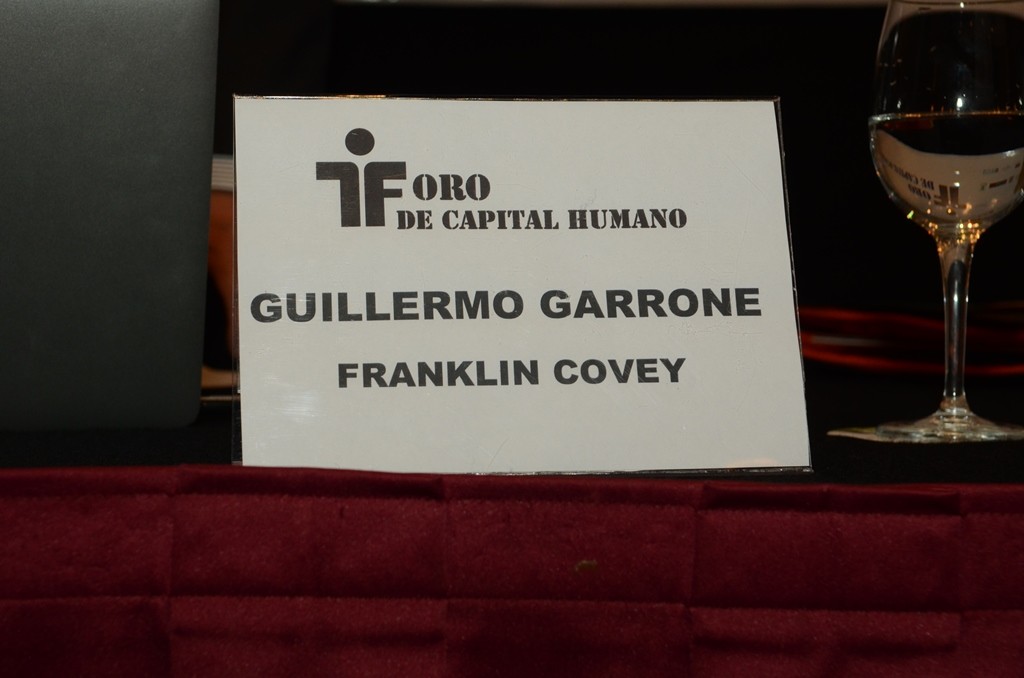 FORO
DE CAPITAL HUMANO
GUILLERMO GARRONE
FRANKLIN COVEY